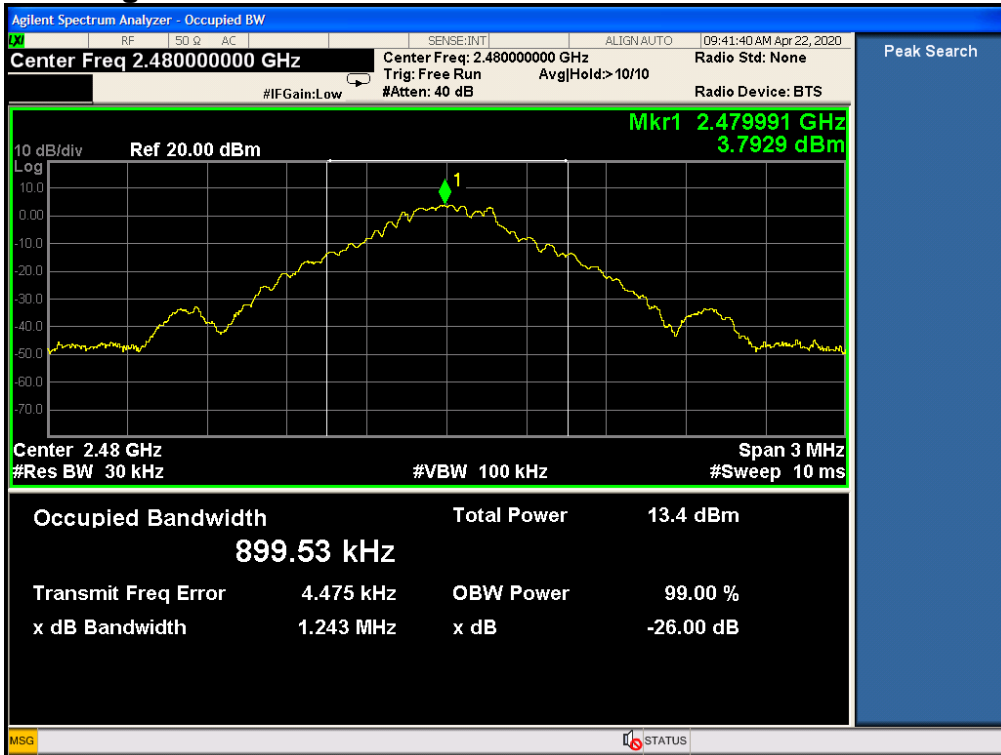 Agilent Spectrum Analyzer - Occupied BW
LXI RF 50 Ω AC SENSE:INT ALIGN AUTO 09:41:40 AM Apr 22, 2020
Center Freq 2.480000000 GHz
Center Freq: 2.480000000 GHz
Radio Std: None
Trig: Free Run Avg|Hold:>10/10
#IFGain:Low
#Atten: 40 dB
Radio Device: BTS
Peak Search
Mkr1 2.479991 GHz
3.7929 dBm
10 dB/div Ref 20.00 dBm
Log
1
10.0
0.00
-10.0
-20.0
-30.0
-40.0
-50.0
-60.0
-70.0
Center 2.48 GHz Span 3 MHz
#Res BW 30 kHz #VBW 100 kHz #Sweep 10 ms
Occupied Bandwidth Total Power 13.4 dBm
899.53 kHz
Transmit Freq Error 4.475 kHz OBW Power 99.00 %
x dB Bandwidth 1.243 MHz x dB -26.00 dB
MSG STATUS